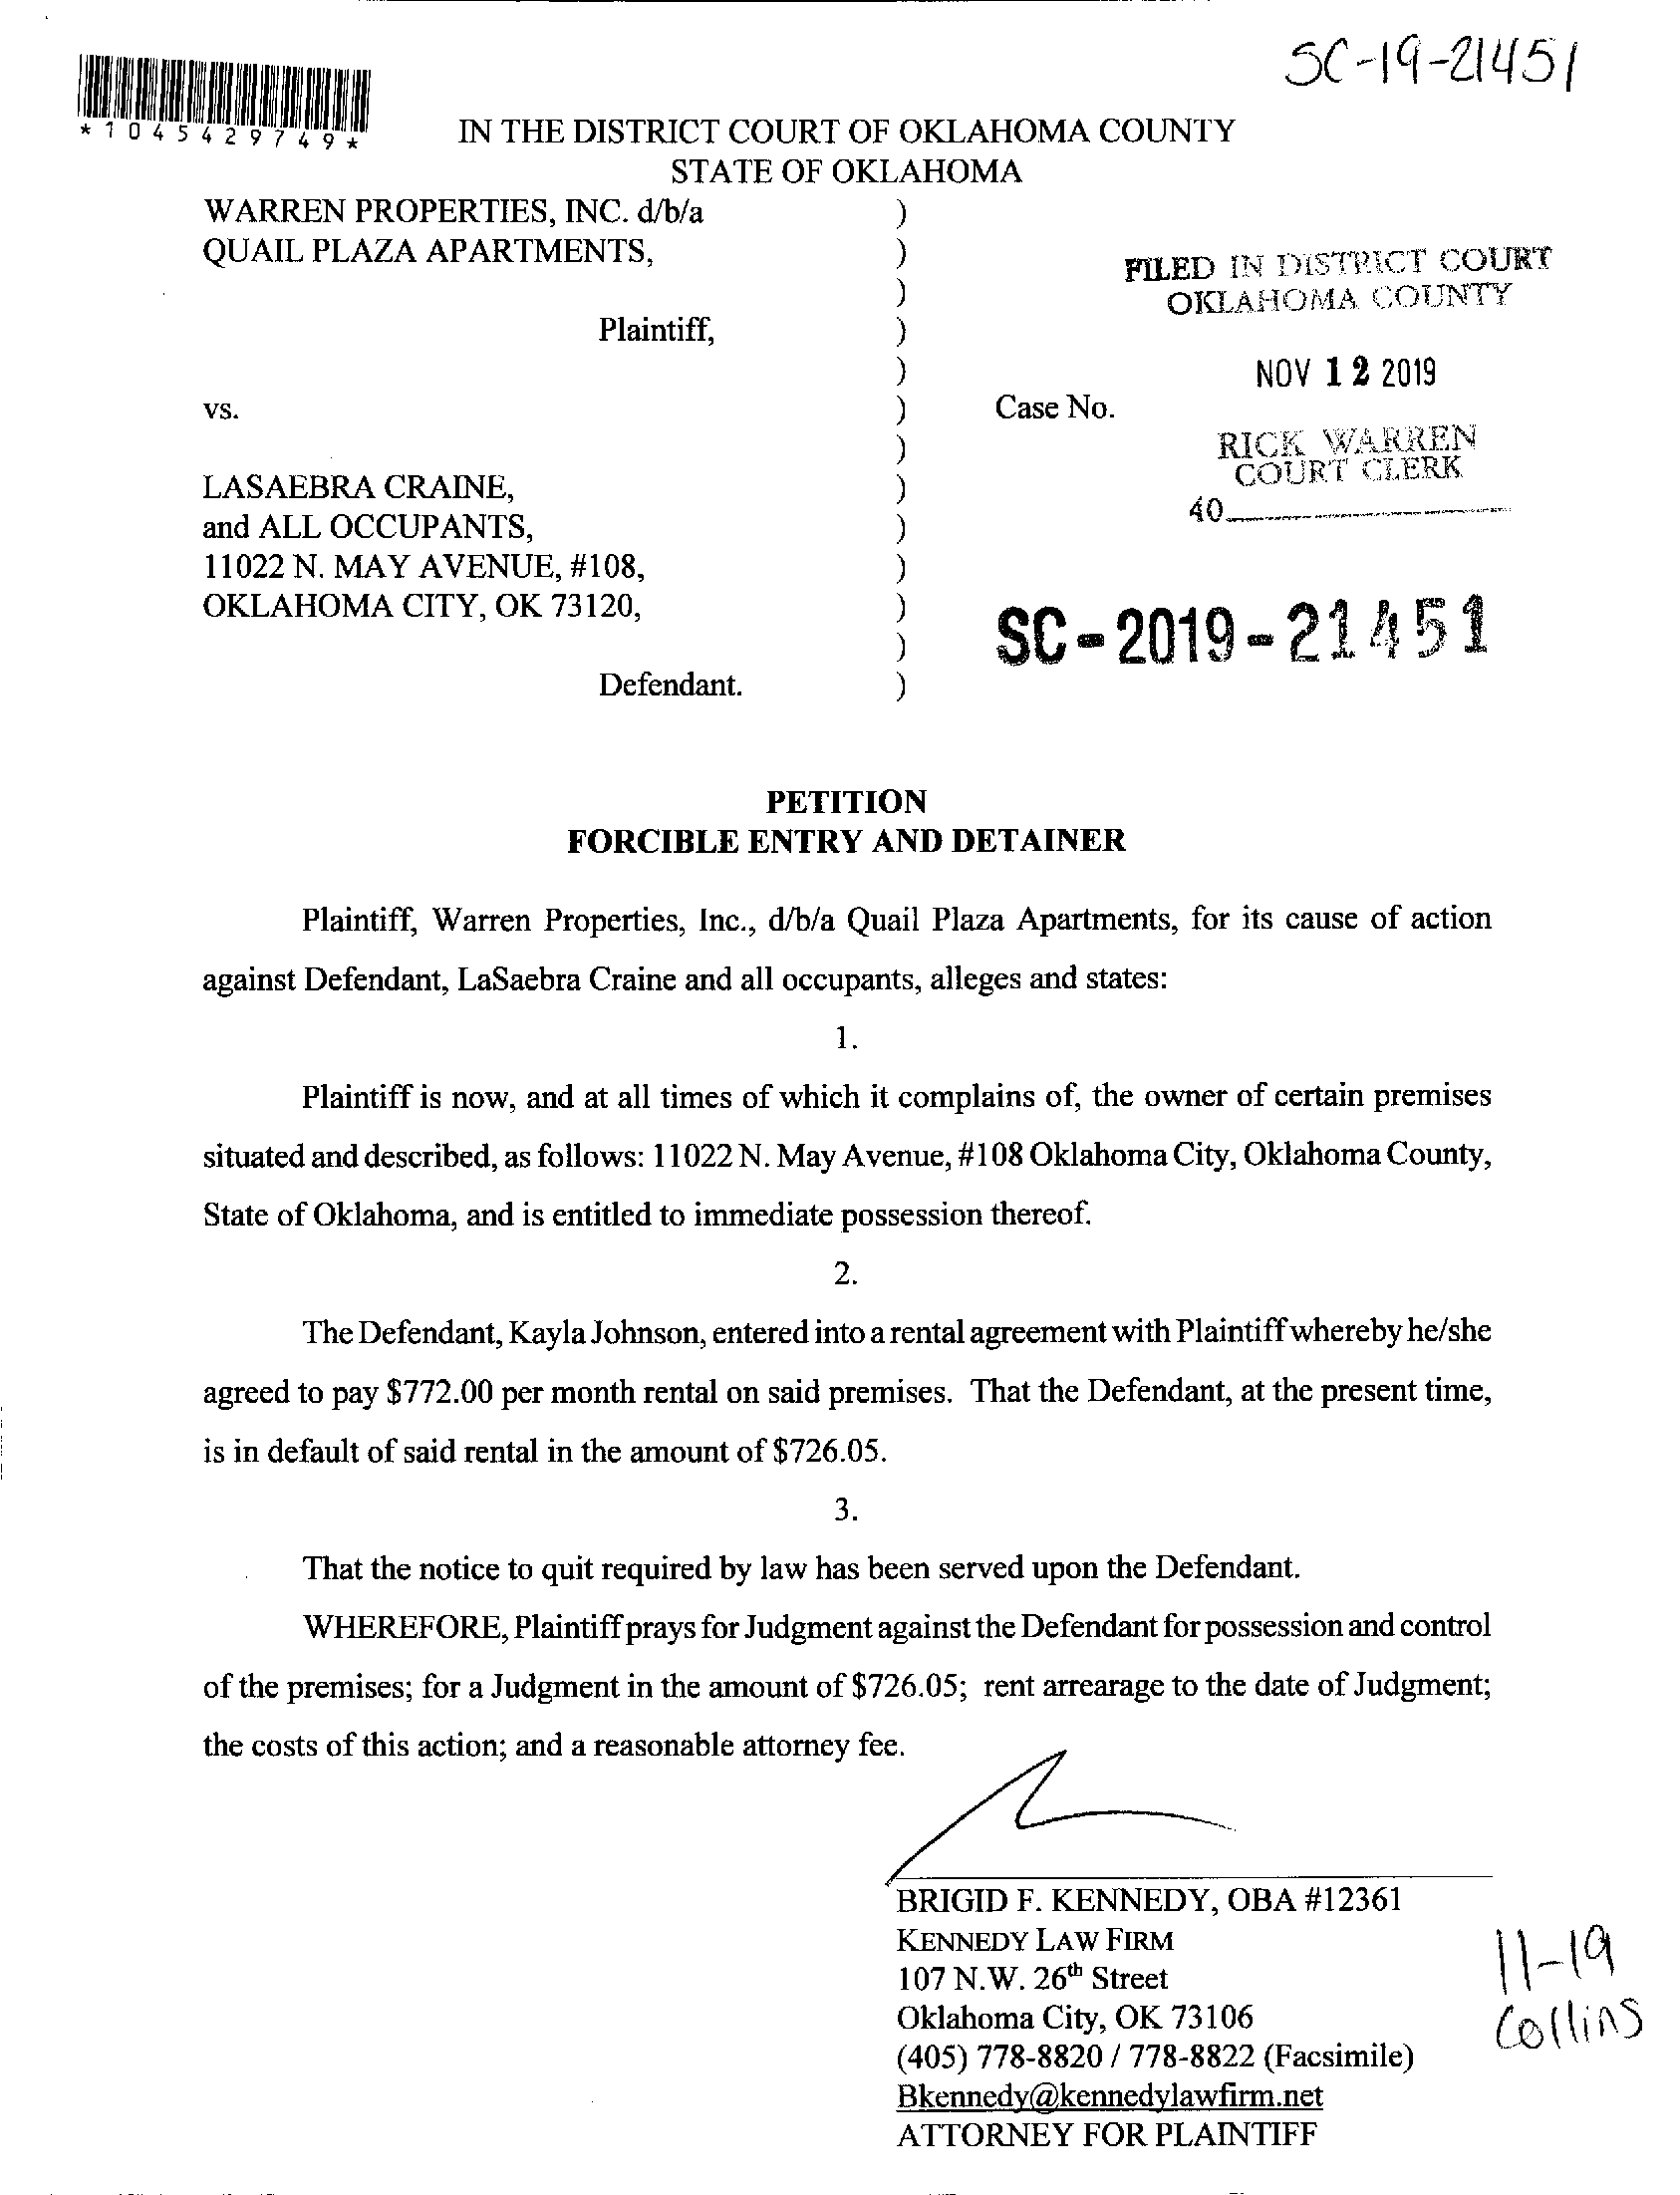 SC-19-21451
*1045429749*
IN THE DISTRICT COURT OF OKLAHOMA COUNTY
STATE OF OKLAHOMA
WARREN PROPERTIES, INC. d/b/a )
QUAIL PLAZA APARTMENTS, )
)
Plaintiff, )
)
vs. )
)
LASAEBRA CRAINE, )
and ALL OCCUPANTS, )
11022 N. MAY AVENUE, #108, )
OKLAHOMA CITY, OK 73120, )
)
Defendant. )
FILED IN DISTRICT COURT
OKLAHOMA COUNTY
NOV 12 2019
Case No.
RICK WARREN
COURT CLERK
40
SC-2019-21451
PETITION
FORCIBLE ENTRY AND DETAINER
Plaintiff, Warren Properties, Inc., d/b/a Quail Plaza Apartments, for its cause of action
against Defendant, LaSaebra Craine and all occupants, alleges and states:
1.
Plaintiff is now, and at all times of which it complains of, the owner of certain premises
situated and described, as follows: 11022 N. May Avenue, #108 Oklahoma City, Oklahoma County,
State of Oklahoma, and is entitled to immediate possession thereof.
2.
The Defendant, Kayla Johnson, entered into a rental agreement with Plaintiff whereby he/she
agreed to pay $772.00 per month rental on said premises. That the Defendant, at the present time,
is in default of said rental in the amount of $726.05.
3.
That the notice to quit required by law has been served upon the Defendant.
WHEREFORE, Plaintiff prays for Judgment against the Defendant for possession and control
of the premises; for a Judgment in the amount of $726.05; rent arrearage to the date of Judgment;
the costs of this action; and a reasonable attorney fee.
BRIGID F. KENNEDY, OBA #12361
KENNEDY LAW FIRM
107 N.W. 26th Street
Oklahoma City, OK 73106
(405) 778-8820 / 778-8822 (Facsimile)
Bkennedy@kennedylawfirm.net
ATTORNEY FOR PLAINTIFF
11-19
Collins